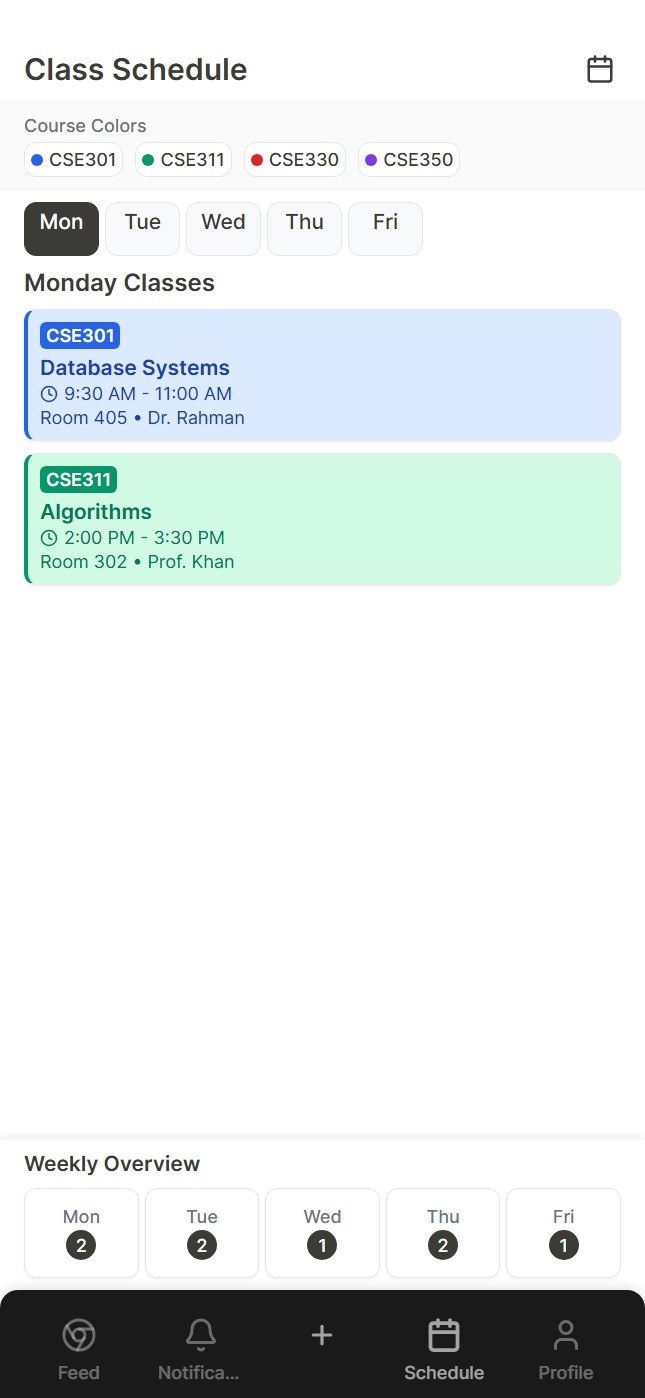 Class Schedule
Course Colors
CSE301 CSE311 CSE330 CSE350
Mon Tue Wed Thu Fri
Monday Classes
CSE301
Database Systems
9:30 AM - 11:00 AM
Room 405 • Dr. Rahman
CSE311
Algorithms
2:00 PM - 3:30 PM
Room 302 • Prof. Khan
Weekly Overview
Mon Tue Wed Thu Fri
2 2 1 2 1
Feed Notifica... Schedule Profile